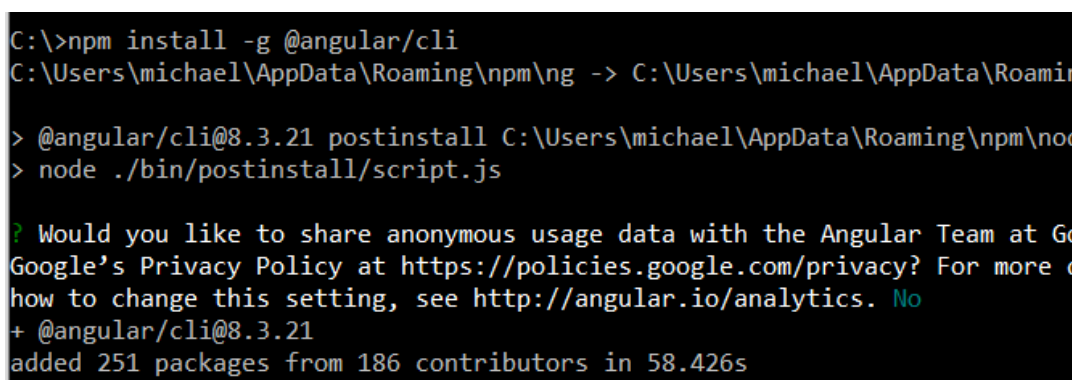 C:\>npm install -g @angular/cli
C:\Users\michael\AppData\Roaming\npm\ng -> C:\Users\michael\AppData\Roamin
> @angular/cli@8.3.21 postinstall C:\Users\michael\AppData\Roaming\npm\nod
> node ./bin/postinstall/script.js
? Would you like to share anonymous usage data with the Angular Team at Go
Google’s Privacy Policy at https://policies.google.com/privacy? For more d
how to change this setting, see http://angular.io/analytics. No
+ @angular/cli@8.3.21
added 251 packages from 186 contributors in 58.426s